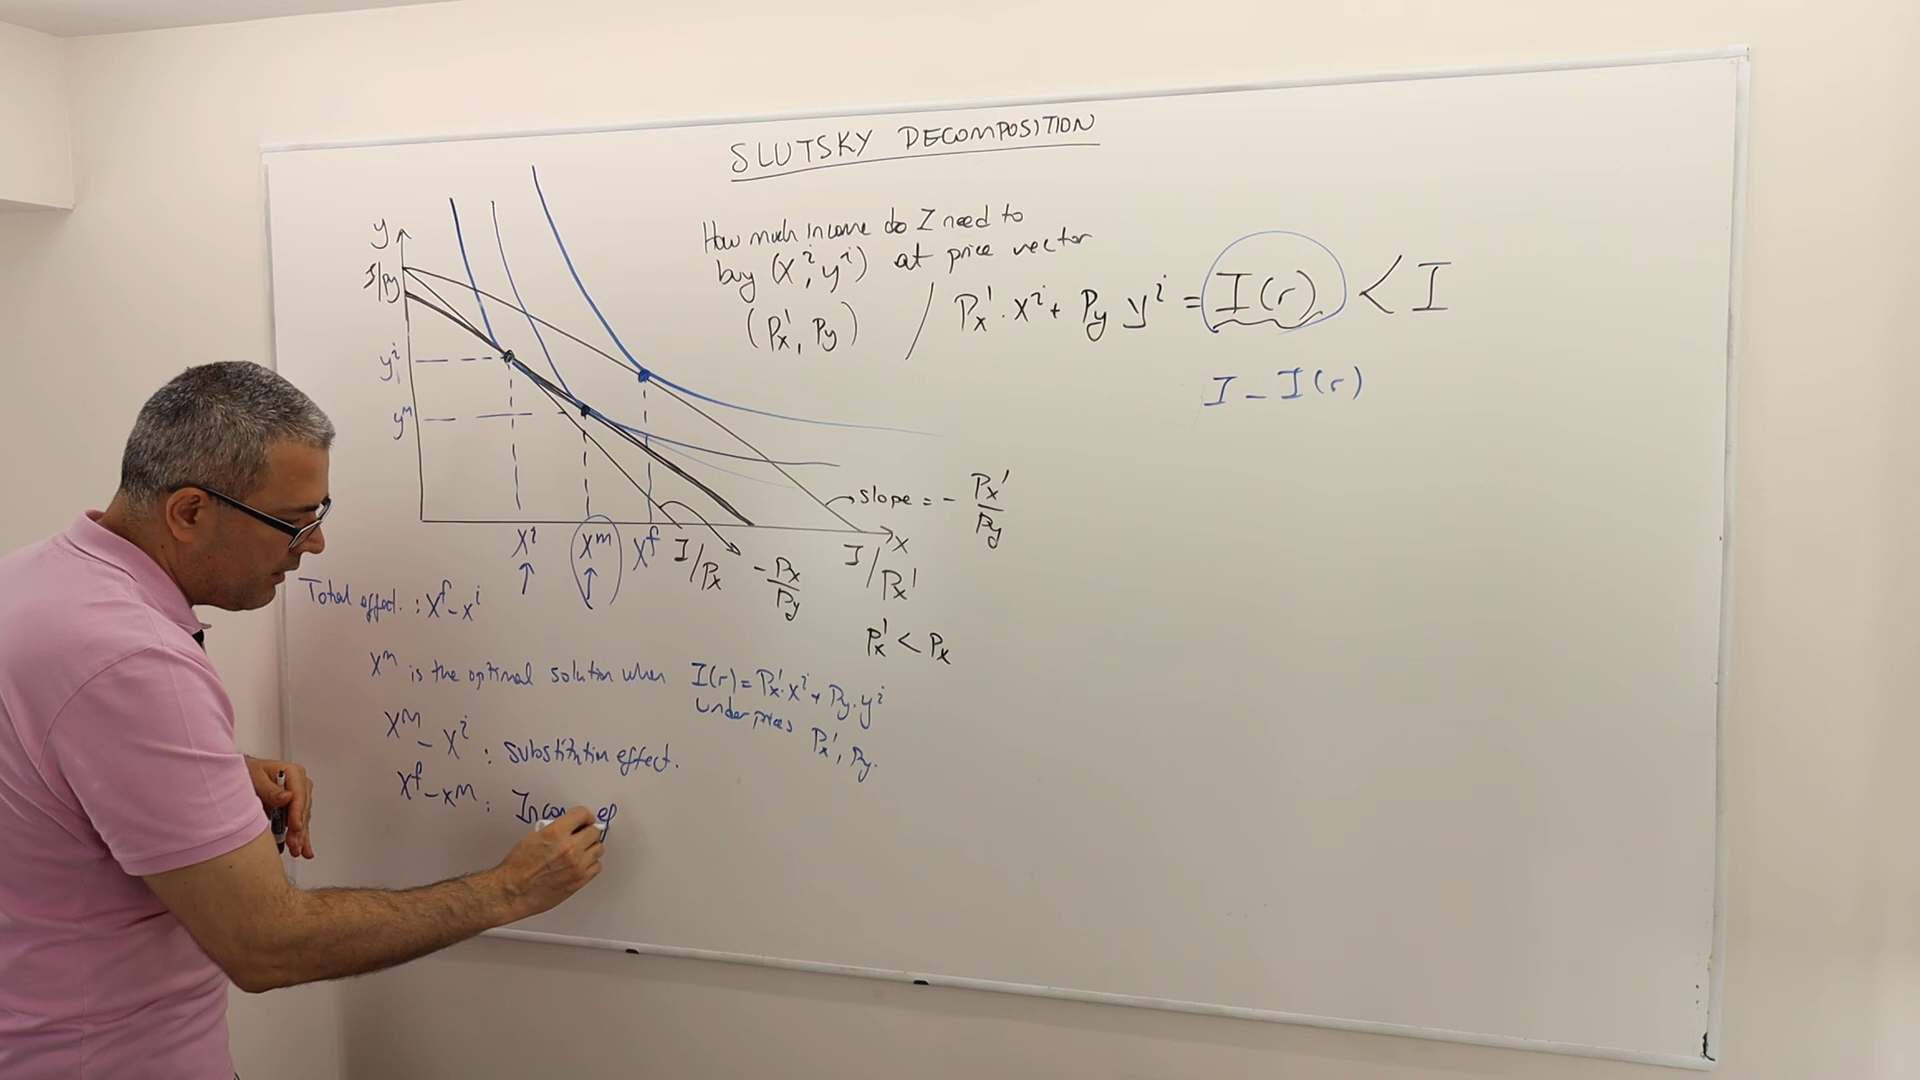 SLUTSKY DECOMPOSITION
How much income do I need to
buy (x^i, y^i) at price vector
(Px', Py) / Px'·x^i + Py y^i = I(r) < I
I - I(r)
y
I/Py
y^i
y^m
x^i x^m x^f I/Px -Px/Py I/Px' x
slope = - Px'/Py
Px' < Px
Total effect : x^f - x^i
x^m is the optimal solution when I(r) = Px'·x^i + Py·y^i
under prices Px', Py.
x^m - x^i : substitution effect.
x^f - x^m : Income ef